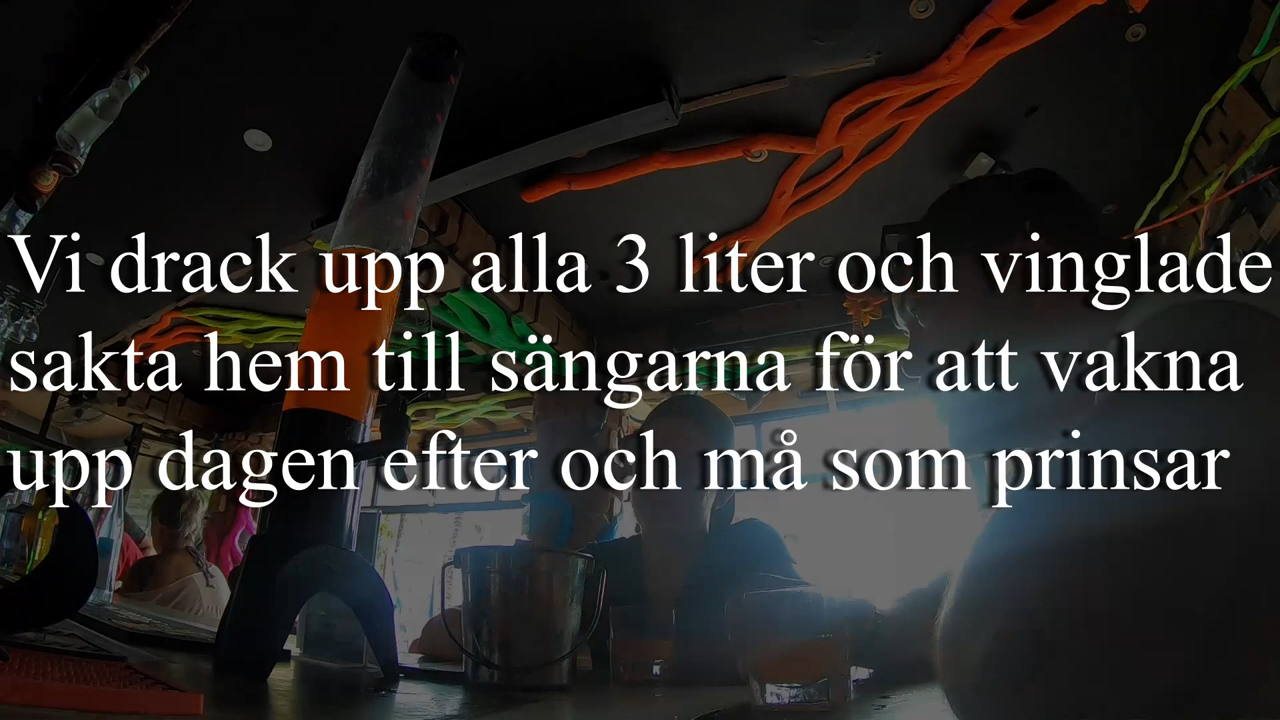 Vi drack upp alla 3 liter och vinglade
sakta hem till sängarna för att vakna
upp dagen efter och må som prinsar